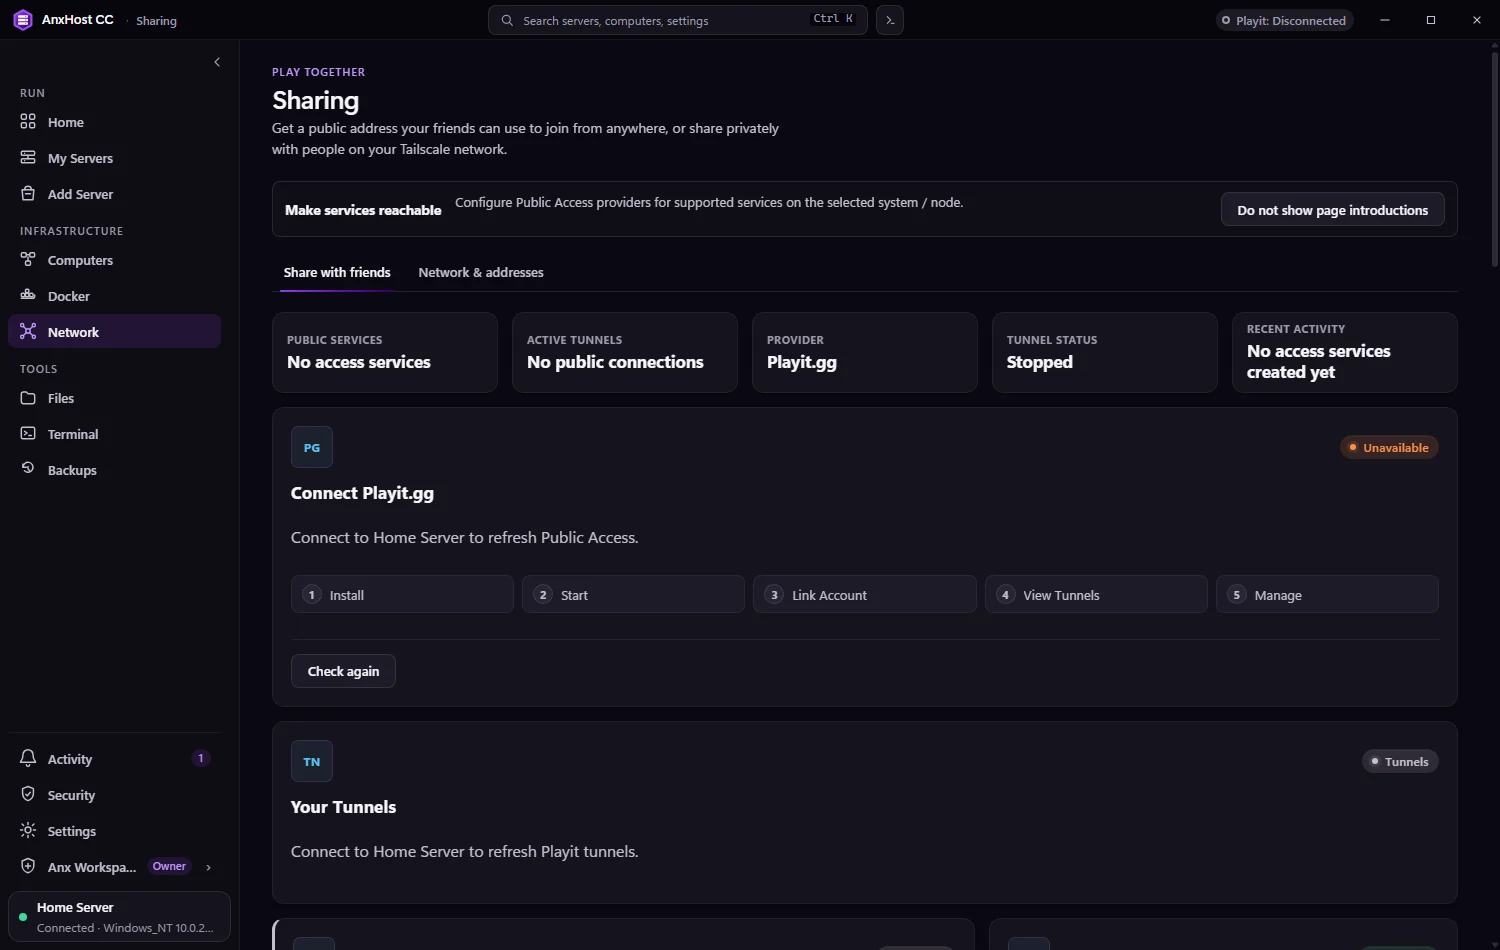 AnxHost CC · Sharing
Search servers, computers, settings Ctrl K
Playit: Disconnected
RUN
Home
My Servers
Add Server
INFRASTRUCTURE
Computers
Docker
Network
TOOLS
Files
Terminal
Backups
Activity 1
Security
Settings
Anx Workspa... Owner
Home Server
Connected · Windows_NT 10.0.2...
PLAY TOGETHER
Sharing
Get a public address your friends can use to join from anywhere, or share privately
with people on your Tailscale network.
Make services reachable Configure Public Access providers for supported services on the selected system / node.
Do not show page introductions
Share with friends Network & addresses
PUBLIC SERVICES
No access services
ACTIVE TUNNELS
No public connections
PROVIDER
Playit.gg
TUNNEL STATUS
Stopped
RECENT ACTIVITY
No access services
created yet
PG
Unavailable
Connect Playit.gg
Connect to Home Server to refresh Public Access.
1 Install
2 Start
3 Link Account
4 View Tunnels
5 Manage
Check again
TN
Tunnels
Your Tunnels
Connect to Home Server to refresh Playit tunnels.